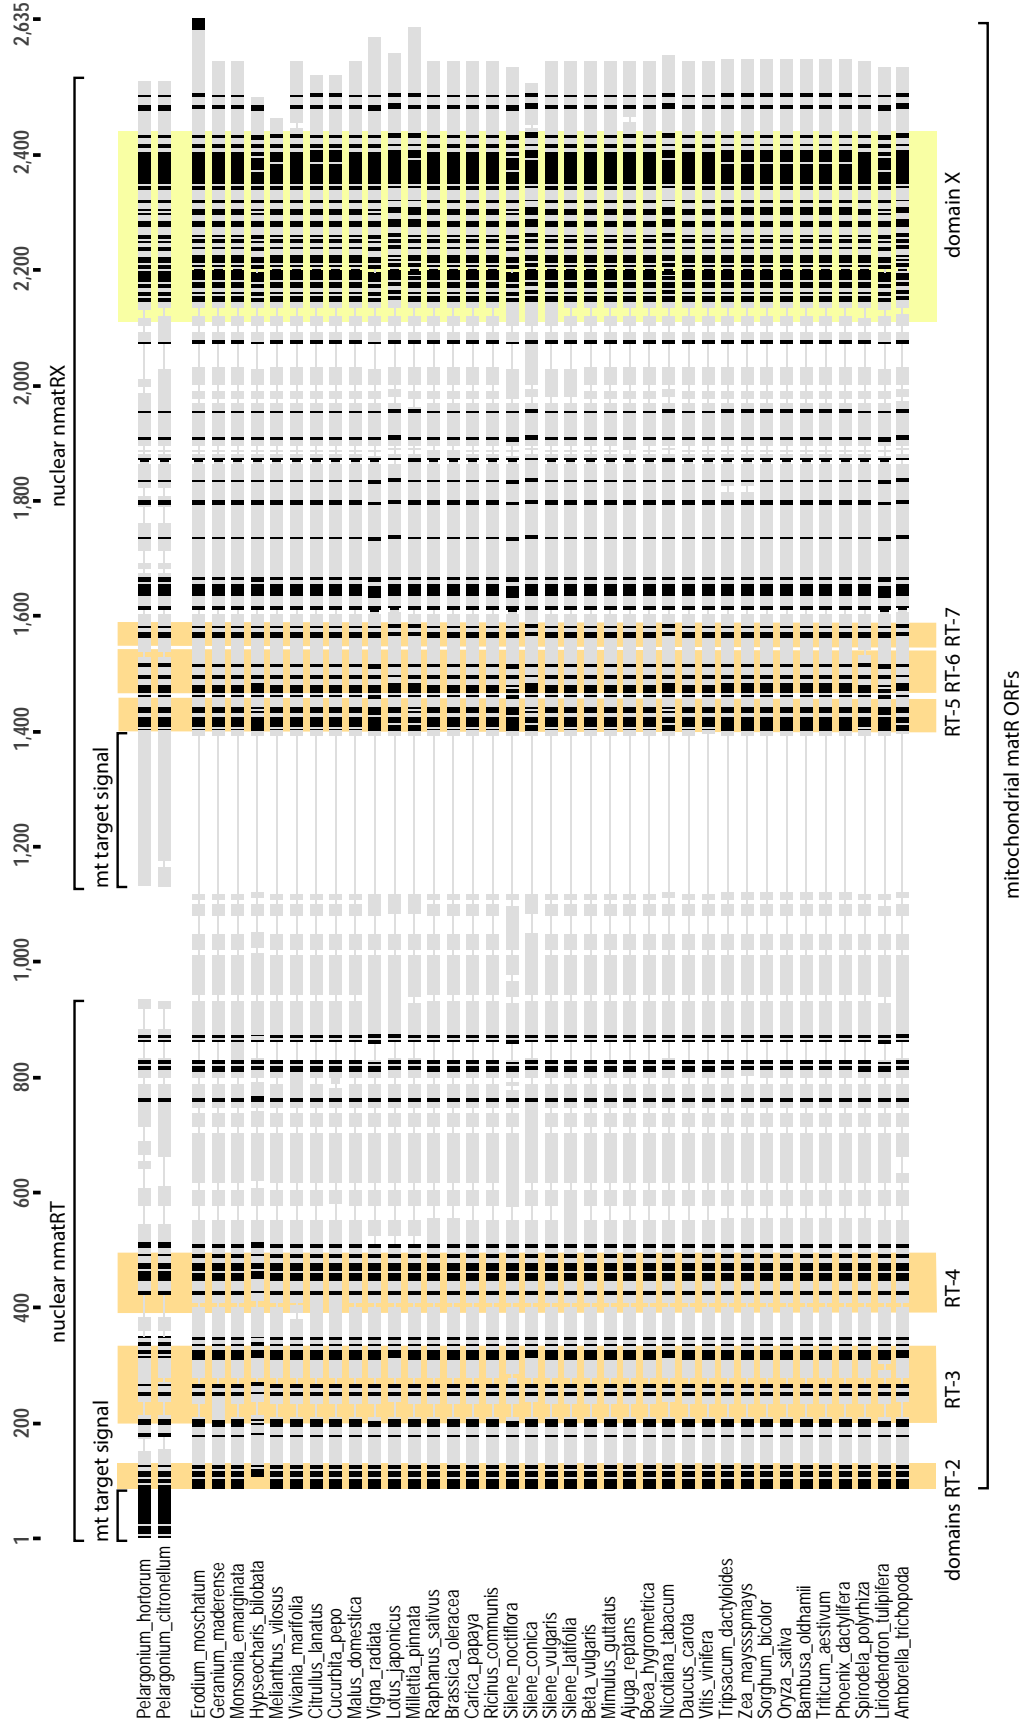 1
200
400
600
800
1,000
1,200
1,400
1,600
1,800
2,000
2,200
2,400
2,635
nuclear nmatRT
nuclear nmatRX
mt target signal
mt target signal
Pelargonium_hortorum
Pelargonium_citronellum
Erodium_moschatum
Geranium_maderense
Monsonia_emarginata
Hypseocharis_bilobata
Melianthus_vilosus
Viviania_marifolia
Citrullus_lanatus
Cucurbita_pepo
Malus_domestica
Vigna_radiata
Lotus_japonicus
Millettia_pinnata
Raphanus_sativus
Brassica_oleracea
Carica_papaya
Ricinus_communis
Silene_noctiflora
Silene_conica
Silene_vulgaris
Silene_latifolia
Beta_vulgaris
Mimulus_guttatus
Ajuga_reptans
Boea_hygrometrica
Nicotiana_tabacum
Daucus_carota
Vitis_vinifera
Tripsacum_dactyloides
Zea_mayssspmays
Sorghum_bicolor
Oryza_sativa
Bambusa_oldhamii
Triticum_aestivum
Phoenix_dactylifera
Spirodela_polyrhiza
Liriodendron_tulipifera
Amborella_trichopoda
domains RT-2 RT-3 RT-4 RT-5 RT-6 RT-7 domain X
mitochondrial matR ORFs